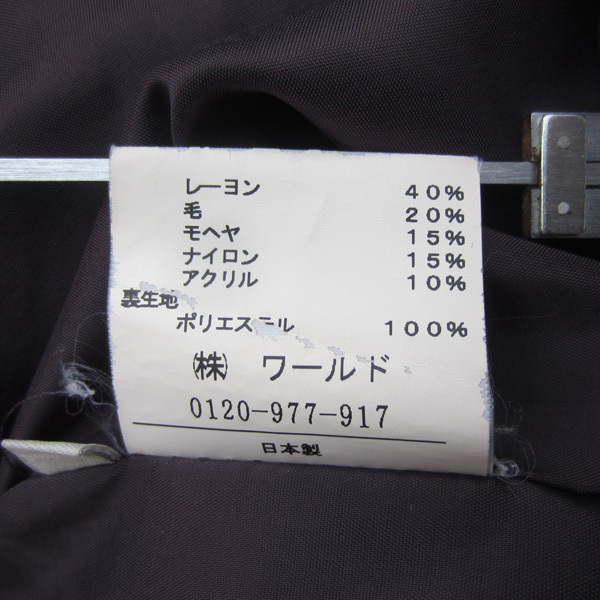 レーヨン 40%
毛 20%
モヘヤ 15%
ナイロン 15%
アクリル 10%
裏生地
ポリエステル 100%
㈱ ワールド
0120-977-917
日本製